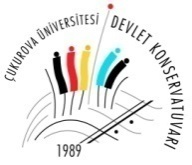 ÇUKUROVA ÜNİVERSİTESİ
DEVLET KONSERVATUVARI
1989